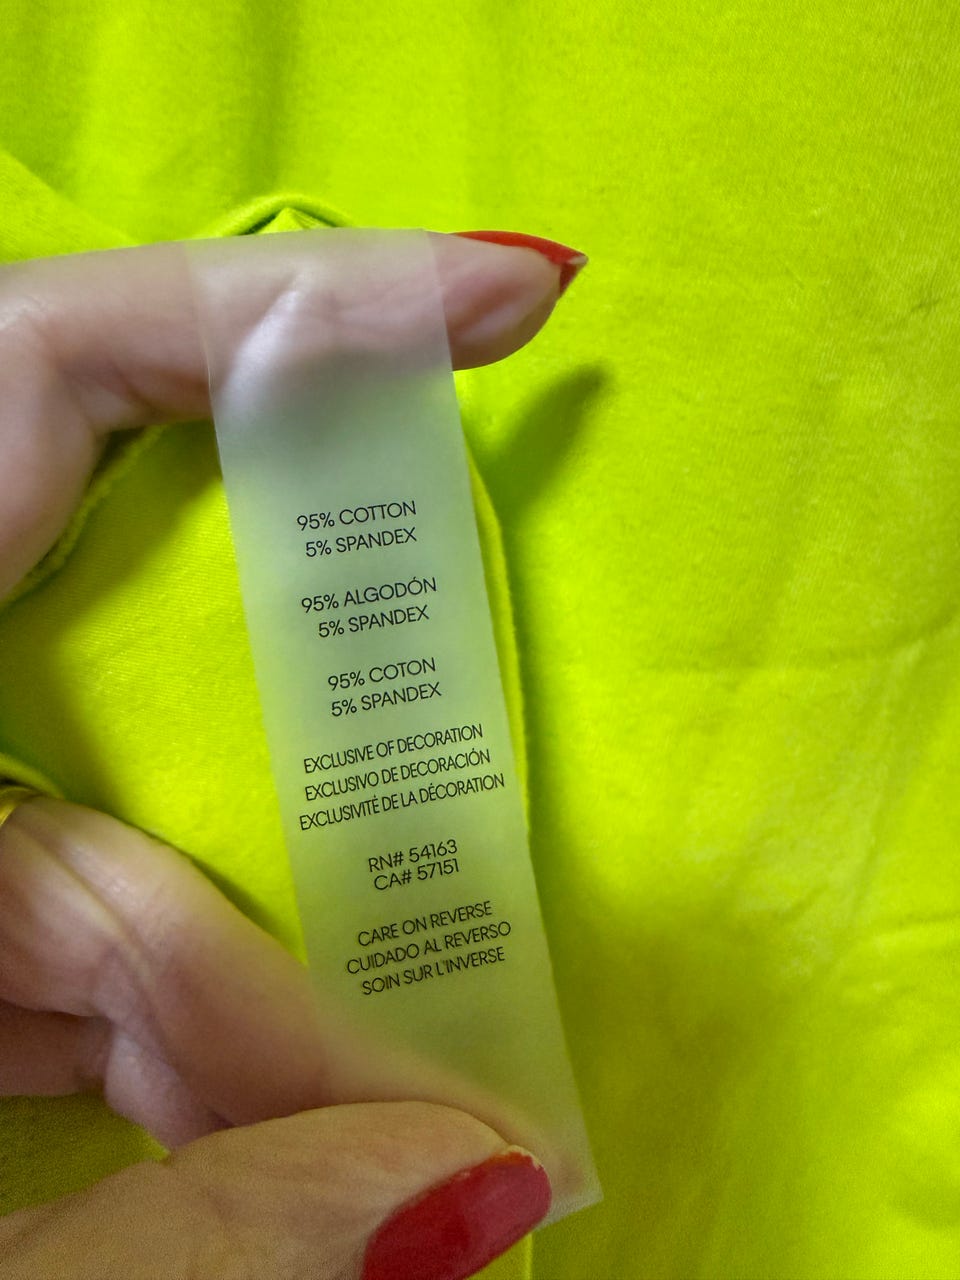 95% COTTON
5% SPANDEX
95% ALGODÓN
5% SPANDEX
95% COTON
5% SPANDEX
EXCLUSIVE OF DECORATION
EXCLUSIVO DE DECORACIÓN
EXCLUSIVITÉ DE LA DÉCORATION
RN# 54163
CA# 57151
CARE ON REVERSE
CUIDADO AL REVERSO
SOIN SUR L'INVERSE